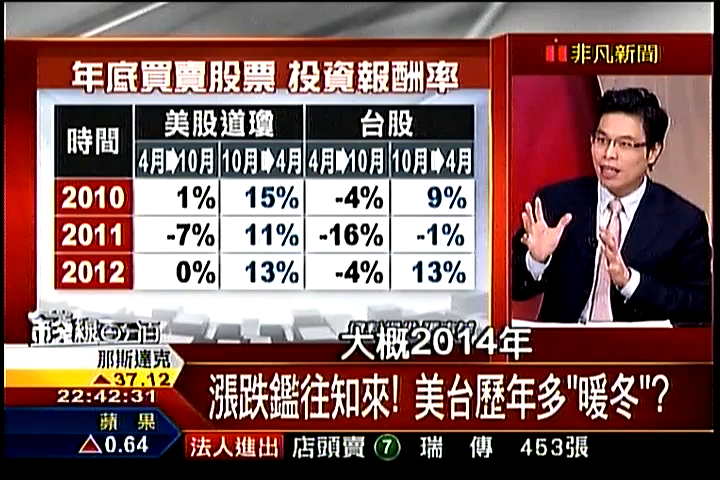 非凡新聞
年底買賣股票 投資報酬率
時間 美股道瓊 台股
4月➡10月 10月➡4月 4月➡10月 10月➡4月
2010 1% 15% -4% 9%
2011 -7% 11% -16% -1%
2012 0% 13% -4% 13%
大概2014年
那斯達克
▲37.12
22:42:31
漲跌鑑往知來! 美台歷年多"暖冬"?
蘋果
△0.64
法人進出 店頭賣 7 瑞傳 453張